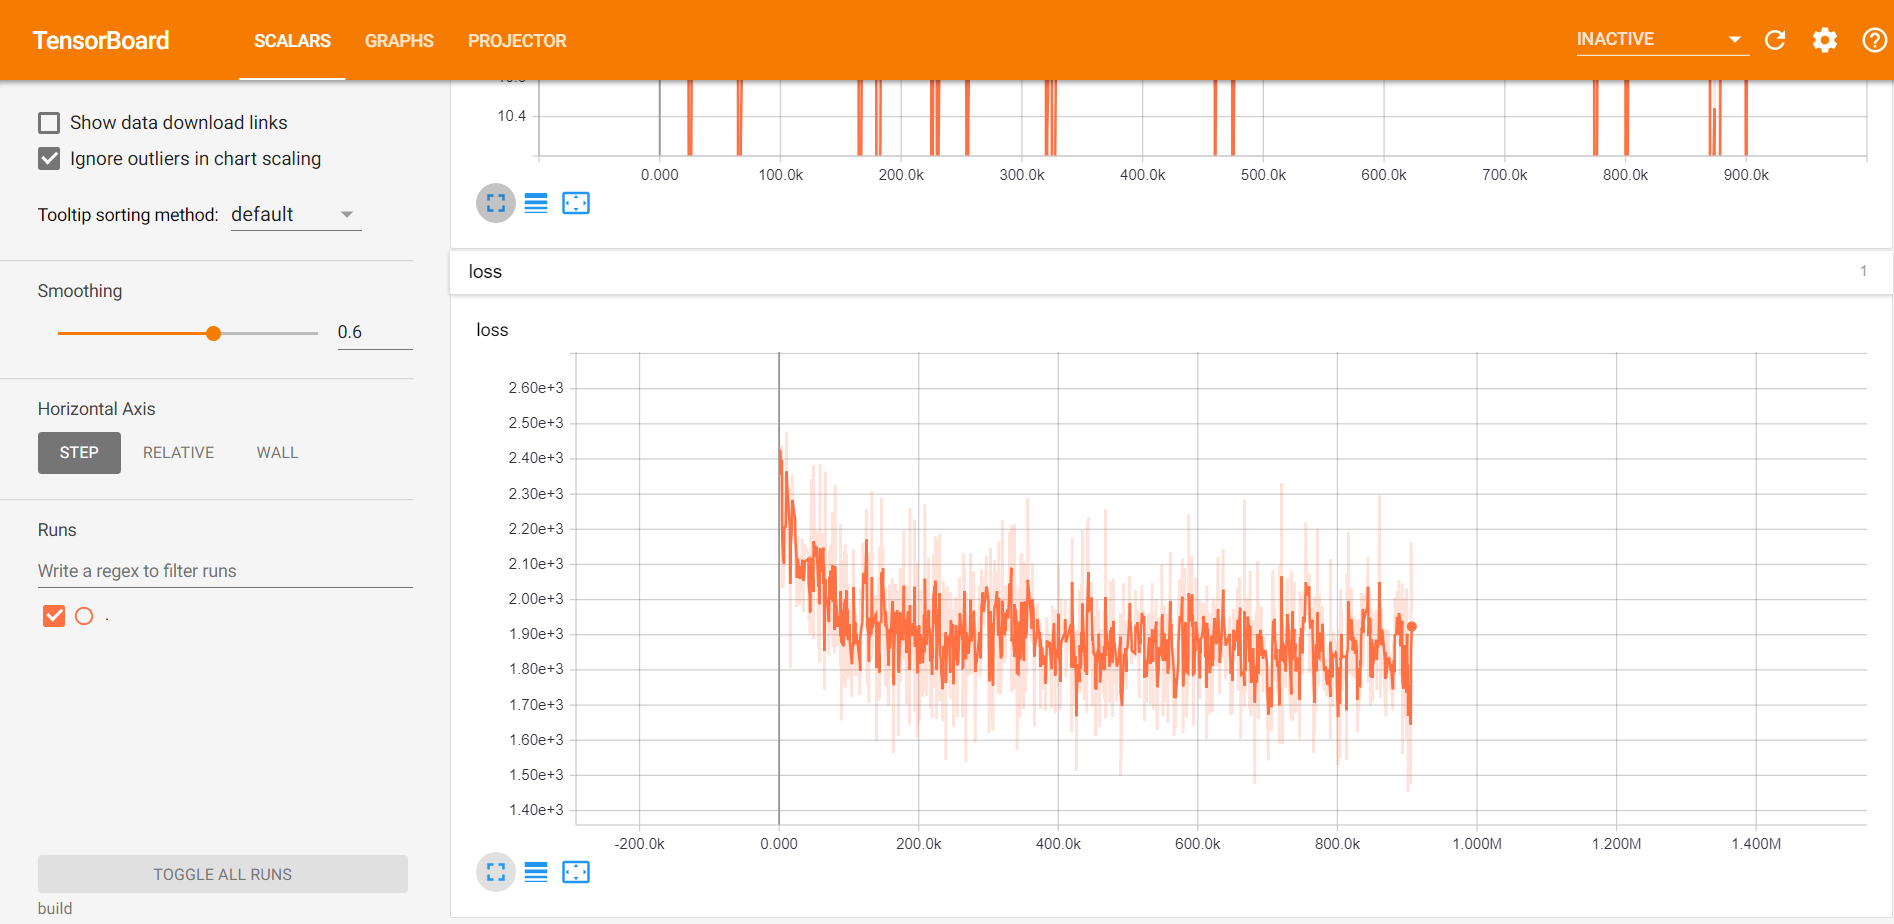 TensorBoard SCALARS GRAPHS PROJECTOR INACTIVE
Show data download links
Ignore outliers in chart scaling
Tooltip sorting method: default
Smoothing
0.6
Horizontal Axis
STEP RELATIVE WALL
Runs
Write a regex to filter runs
.
TOGGLE ALL RUNS
build
10.4
0.000 100.0k 200.0k 300.0k 400.0k 500.0k 600.0k 700.0k 800.0k 900.0k
loss 1
loss
2.60e+3
2.50e+3
2.40e+3
2.30e+3
2.20e+3
2.10e+3
2.00e+3
1.90e+3
1.80e+3
1.70e+3
1.60e+3
1.50e+3
1.40e+3
-200.0k 0.000 200.0k 400.0k 600.0k 800.0k 1.000M 1.200M 1.400M